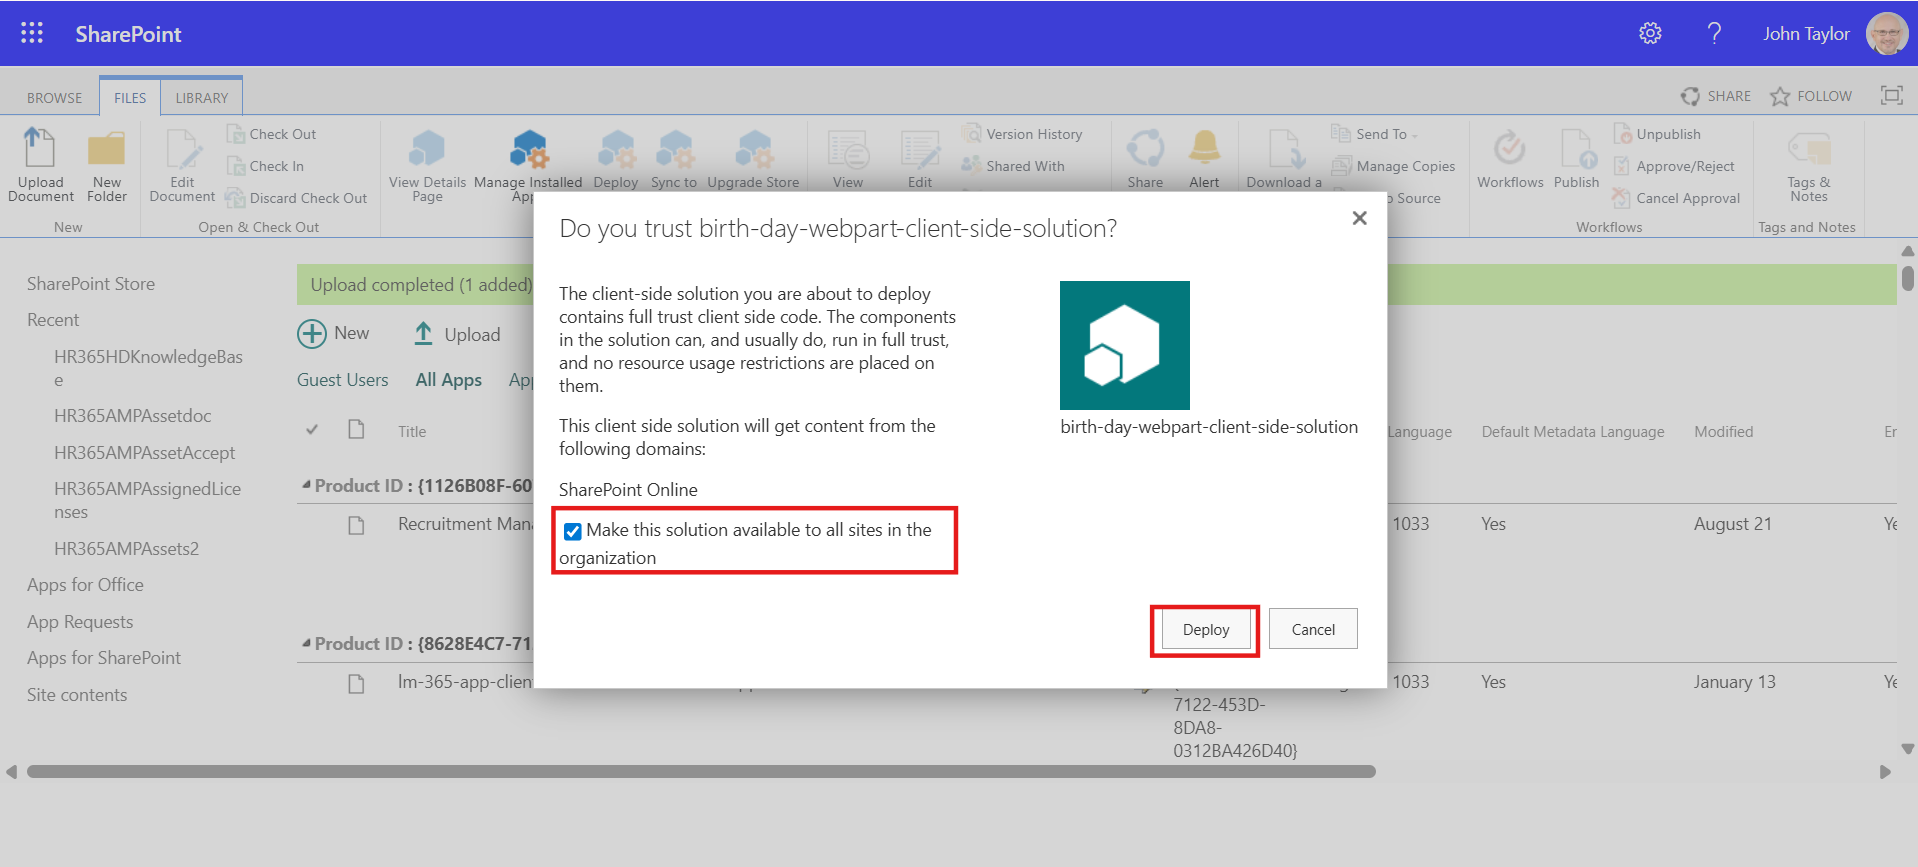 SharePoint
John Taylor
BROWSE
FILES
LIBRARY
SHARE
FOLLOW
Upload
Document
New
Folder
New
Edit
Document
Check Out
Check In
Discard Check Out
Open & Check Out
View Details
Page
Manage Installed
Deploy
Sync to
Upgrade Store
View
Edit
Version History
Shared With
Share
Alert
Download a
Send To
Manage Copies
Source
Workflows
Publish
Unpublish
Approve/Reject
Cancel Approval
Workflows
Tags &
Notes
Tags and Notes
SharePoint Store
Recent
HR365HDKnowledgeBas
e
HR365AMPAssetdoc
HR365AMPAssetAccept
HR365AMPAssignedLice
nses
HR365AMPAssets2
Apps for Office
App Requests
Apps for SharePoint
Site contents
Upload completed (1 added)
New
Upload
Guest Users
All Apps
Title
Language
Default Metadata Language
Modified
Product ID : {1126B08F-60
Recruitment
1033
Yes
August 21
Product ID : {8628E4C7-71
lm-365-app-clien
1033
Yes
January 13
7122-453D-
8DA8-
0312BA426D40}
Do you trust birth-day-webpart-client-side-solution?
The client-side solution you are about to deploy
contains full trust client side code. The components
in the solution can, and usually do, run in full trust,
and no resource usage restrictions are placed on
them.
This client side solution will get content from the
following domains:
SharePoint Online
Make this solution available to all sites in the
organization
birth-day-webpart-client-side-solution
Deploy
Cancel